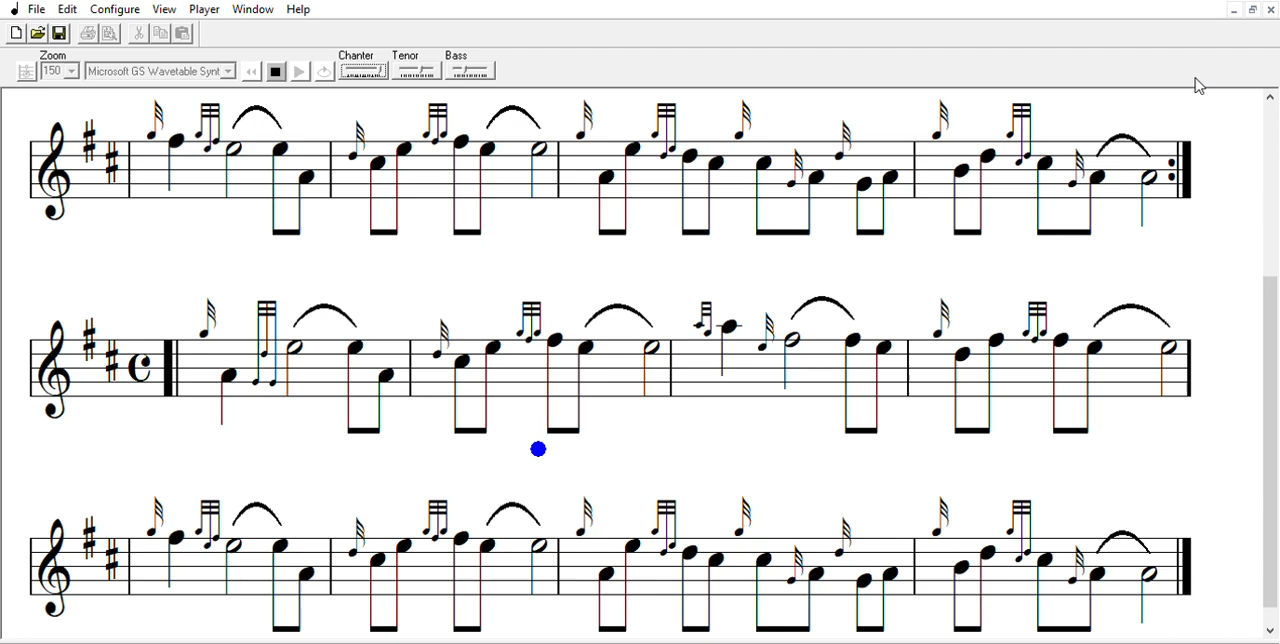 File Edit Configure View Player Window Help
Zoom Chanter Tenor Bass
150 Microsoft GS Wavetable Synt